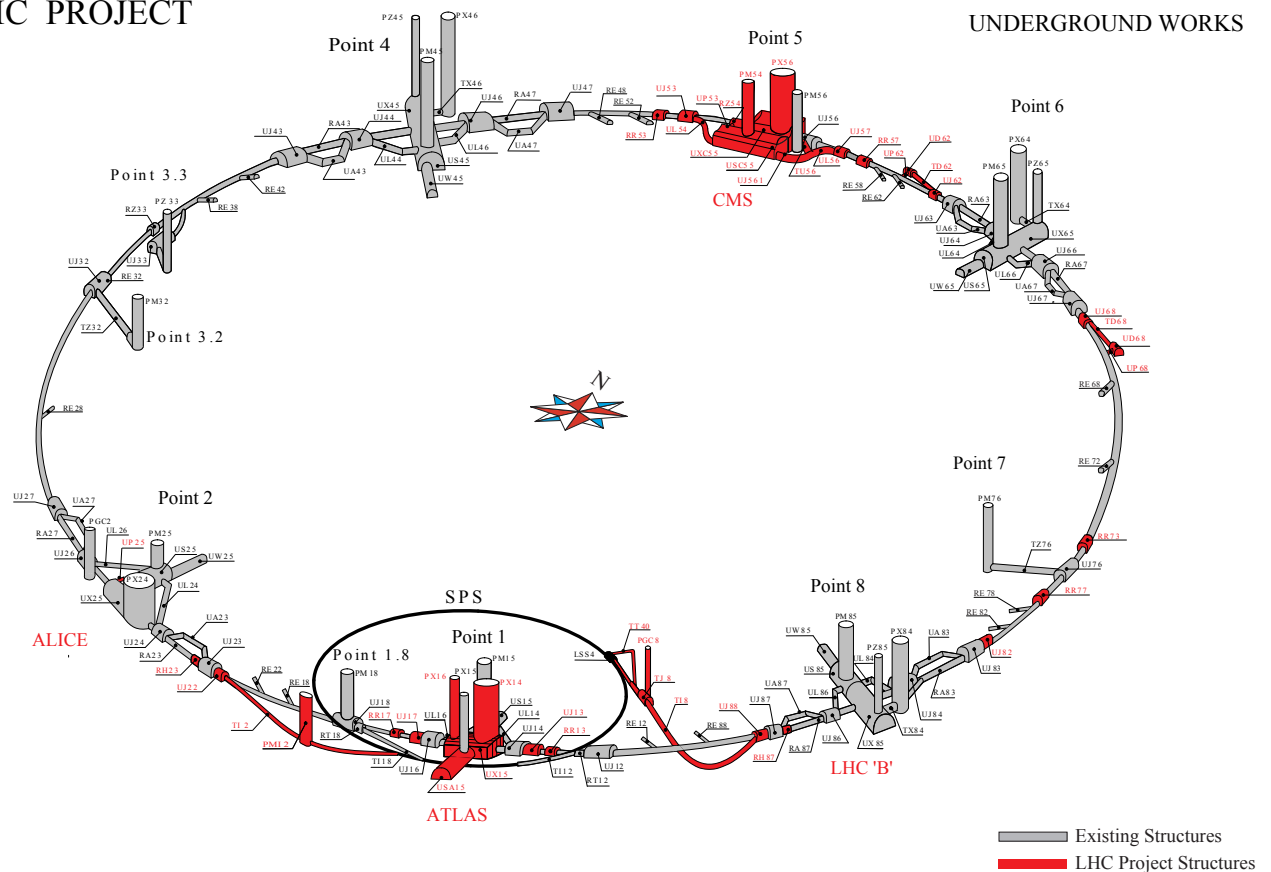 IC PROJECT
UNDERGROUND WORKS
PZ45
PX46
Point 4
PM45
TX46
UX45
UJ46
RA47
UJ47
RE48
RE52
UA47
UL46
US45
UW45
UJ43
RA43
UJ44
UL44
UA43
RE42
RE38
Point 5
PX56
PM54
PM56
UJ53
UP53
RZ54
RR53
UL54
UXC55
USC55
UJ561
TU56
UL56
UJ56
UJ57
RR57
RE58
RE62
CMS
UD62
UP62
TD62
UJ62
Point 6
PX64
PM65
PZ65
RA63
UJ63
UA63
UJ64
UL64
TX64
UX65
UW65
US65
UL66
UJ66
RA67
UA67
UJ67
UJ68
TD68
UD68
UP68
RE68
RE72
Point 3.3
RZ33
PZ33
UJ33
UJ32
RE32
PM32
TZ32
Point 3.2
RE28
N
Point 7
PM76
TZ76
RR73
UJ76
RR77
RE78
RE82
UJ82
UJ83
Point 2
UJ27
UA27
PGC2
RA27
UL26
UP25
UJ26
PM25
US25
UW25
PX24
UX25
UL24
UJ24
UA23
RA23
UJ23
RH23
UJ22
ALICE
RE22
RE18
TI2
PM12
SPS
Point 1
Point 1.8
PM18
RT18
UJ18
RR17
UJ17
TI18
UJ16
UL16
PX16
PX15
PM15
PX14
US15
UL14
UJ14
UJ13
RR13
UX15
USA15
TI12
RT12
UJ12
ATLAS
LSS4
TT40
PGC8
TJ8
TI8
RE12
RE88
UJ88
RH87
UJ87
UA87
RA87
UJ86
UL86
Point 8
PM85
UW85
US85
UL84
PZ85
PX84
UA83
RA83
UJ84
TX84
UX85
LHC 'B'
Existing Structures
LHC Project Structures